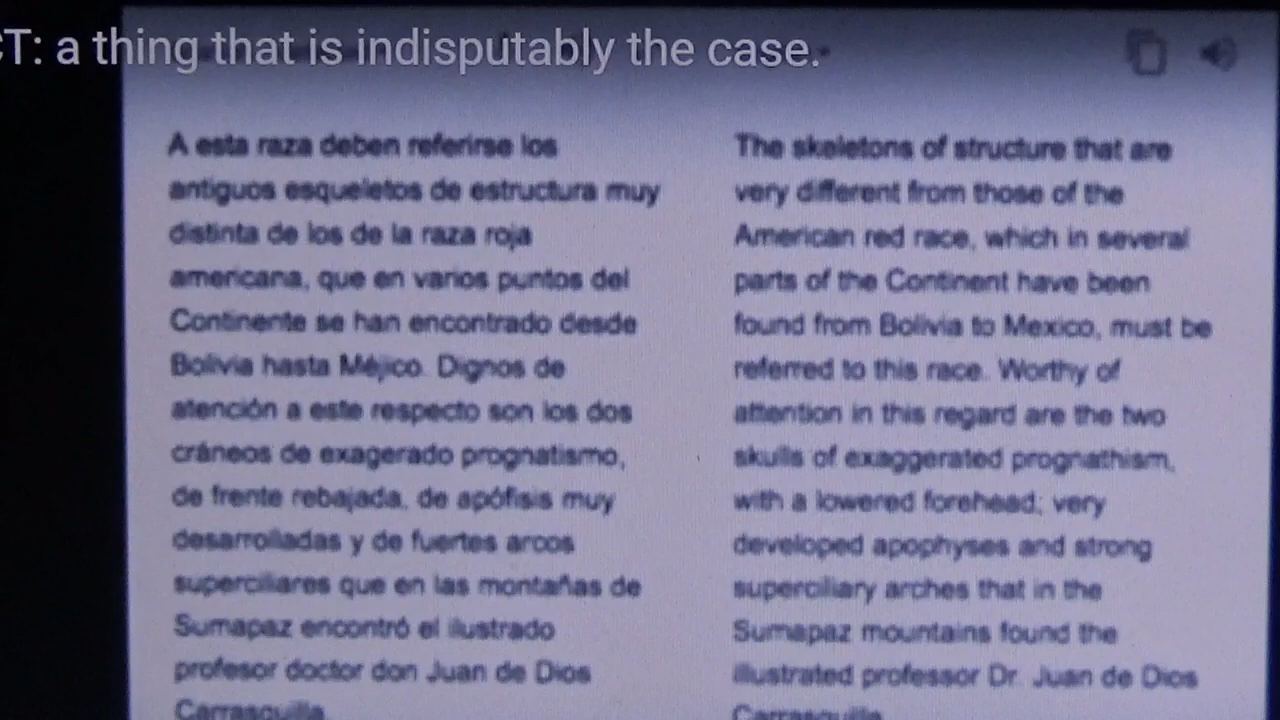 CT: a thing that is indisputably the case.
A esta raza deben referirse los
antiguos esqueletos de estructura muy
distinta de los de la raza roja
americana, que en varios puntos del
Continente se han encontrado desde
Bolivia hasta Méjico. Dignos de
atención a este respecto son los dos
cráneos de exagerado prognatismo,
de frente rebajada, de apófisis muy
desarrolladas y de fuertes arcos
superciliares que en las montañas de
Sumapaz encontró el ilustrado
profesor doctor don Juan de Dios
Carrasquilla.
The skeletons of structure that are
very different from those of the
American red race, which in several
parts of the Continent have been
found from Bolivia to Mexico, must be
referred to this race. Worthy of
attention in this regard are the two
skulls of exaggerated prognathism,
with a lowered forehead; very
developed apophyses and strong
superciliary arches that in the
Sumapaz mountains found the
illustrated professor Dr. Juan de Dios
Carrasquilla